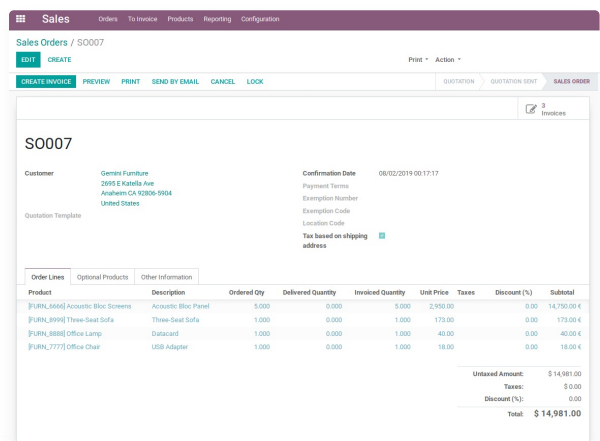 Sales Orders To Invoice Products Reporting Configuration
Sales Orders / SO007
EDIT CREATE Print Action
CREATE INVOICE PREVIEW PRINT SEND BY EMAIL CANCEL LOCK QUOTATION QUOTATION SENT SALES ORDER
3
Invoices
SO007
Customer Gemini Furniture Confirmation Date 08/02/2019 00:17:17
2695 E Katella Ave Payment Terms
Anaheim CA 92806-5904 Exemption Number
United States Exemption Code
Quotation Template Location Code
Tax based on shipping
address
Order Lines Optional Products Other Information
Product Description Ordered Qty Delivered Quantity Invoiced Quantity Unit Price Taxes Discount (%) Subtotal
[FURN_6666] Acoustic Bloc Screens Acoustic Bloc Panel 5.000 0.000 5.000 2,950.00 0.00 14,750.00 €
[FURN_8999] Three-Seat Sofa Three-Seat Sofa 1.000 0.000 1.000 173.00 0.00 173.00 €
[FURN_8888] Office Lamp Datacard 1.000 0.000 1.000 40.00 0.00 40.00 €
[FURN_7777] Office Chair USB Adapter 1.000 0.000 1.000 18.00 0.00 18.00 €
Untaxed Amount: $ 14,981.00
Taxes: $ 0.00
Discount (%): 0.00
Total: $ 14,981.00